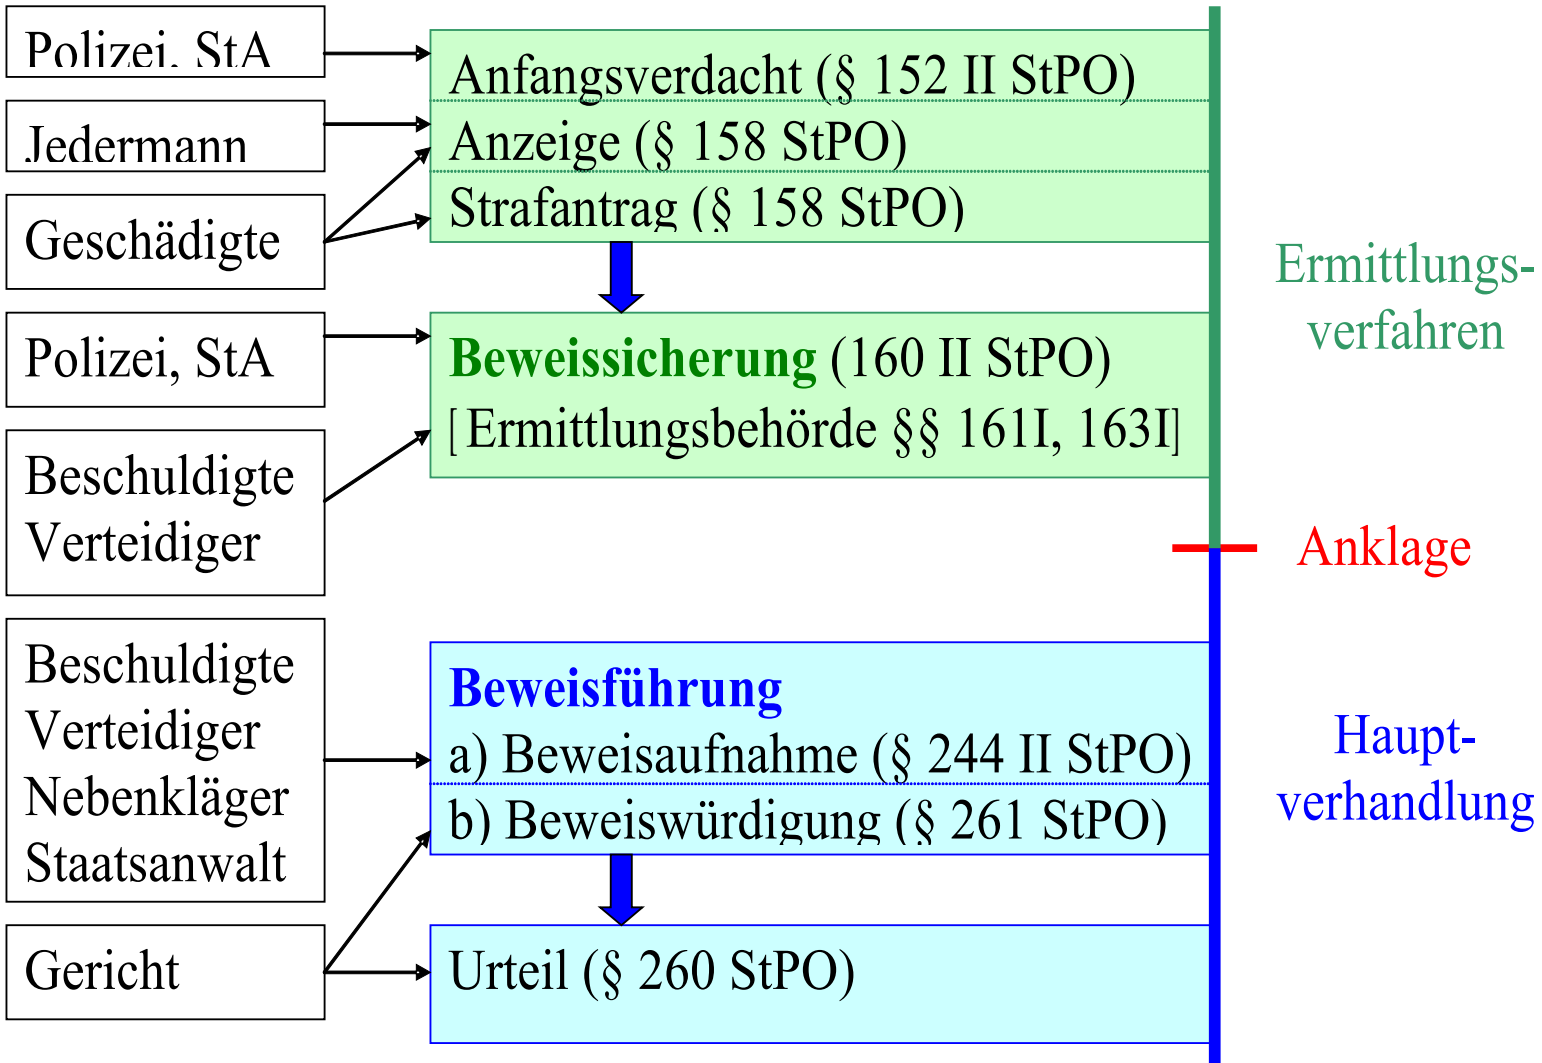 Polizei, StA
Anfangsverdacht (§ 152 II StPO)
Jedermann
Anzeige (§ 158 StPO)
Geschädigte
Strafantrag (§ 158 StPO)
Ermittlungs-
verfahren
Polizei, StA
Beweissicherung (160 II StPO)
[Ermittlungsbehörde §§ 161I, 163I]
Beschuldigte
Verteidiger
Anklage
Beschuldigte
Verteidiger
Nebenkläger
Staatsanwalt
Beweisführung
a) Beweisaufnahme (§ 244 II StPO)
b) Beweiswürdigung (§ 261 StPO)
Haupt-
verhandlung
Gericht
Urteil (§ 260 StPO)